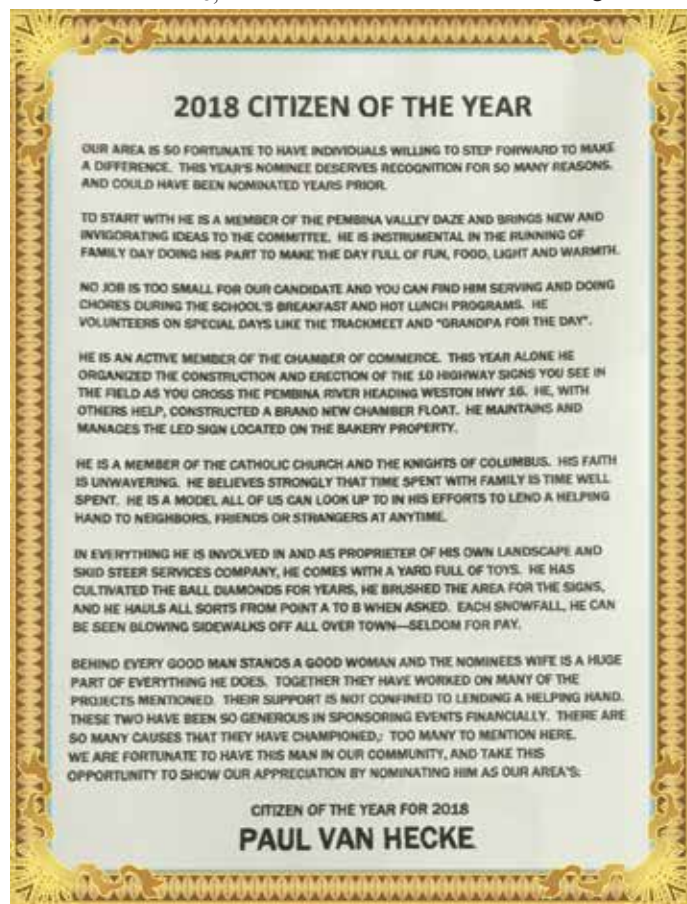 2018 CITIZEN OF THE YEAR
OUR AREA IS SO FORTUNATE TO HAVE INDIVIDUALS WILLING TO STEP FORWARD TO MAKE
A DIFFERENCE. THIS YEAR'S NOMINEE DESERVES RECOGNITION FOR SO MANY REASONS.
AND COULD HAVE BEEN NOMINATED YEARS PRIOR.
TO START WITH HE IS A MEMBER OF THE PEMBINA VALLEY DAZE AND BRINGS NEW AND
INVIGORATING IDEAS TO THE COMMITTEE. HE IS INSTRUMENTAL IN THE RUNNING OF
FAMILY DAY DOING HIS PART TO MAKE THE DAY FULL OF FUN, FOOD, LIGHT AND WARMTH.
NO JOB IS TOO SMALL FOR OUR CANDIDATE AND YOU CAN FIND HIM SERVING AND DOING
CHORES DURING THE SCHOOL'S BREAKFAST AND HOT LUNCH PROGRAMS. HE
VOLUNTEERS ON SPECIAL DAYS LIKE THE TRACKMEET AND "GRANDPA FOR THE DAY".
HE IS AN ACTIVE MEMBER OF THE CHAMBER OF COMMERCE. THIS YEAR ALONE HE
ORGANIZED THE CONSTRUCTION AND ERECTION OF THE 10 HIGHWAY SIGNS YOU SEE IN
THE FIELD AS YOU CROSS THE PEMBINA RIVER HEADING WESTON HWY 16. HE, WITH
OTHERS HELP, CONSTRUCTED A BRAND NEW CHAMBER FLOAT. HE MAINTAINS AND
MANAGES THE LED SIGN LOCATED ON THE BAKERY PROPERTY.
HE IS A MEMBER OF THE CATHOLIC CHURCH AND THE KNIGHTS OF COLUMBUS. HIS FAITH
IS UNWAVERING. HE BELIEVES STRONGLY THAT TIME SPENT WITH FAMILY IS TIME WELL
SPENT. HE IS A MODEL ALL OF US CAN LOOK UP TO IN HIS EFFORTS TO LEND A HELPING
HAND TO NEIGHBORS, FRIENDS OR STRANGERS AT ANYTIME.
IN EVERYTHING HE IS INVOLVED IN AND AS PROPRIETER OF HIS OWN LANDSCAPE AND
SKID STEER SERVICES COMPANY, HE COMES WITH A YARD FULL OF TOYS. HE HAS
CULTIVATED THE BALL DIAMONDS FOR YEARS, HE BRUSHED THE AREA FOR THE SIGNS,
AND HE HAULS ALL SORTS FROM POINT A TO B WHEN ASKED. EACH SNOWFALL, HE CAN
BE SEEN BLOWING SIDEWALKS OFF ALL OVER TOWN—SELDOM FOR PAY.
BEHIND EVERY GOOD MAN STANDS A GOOD WOMAN AND THE NOMINEES WIFE IS A HUGE
PART OF EVERYTHING HE DOES. TOGETHER THEY HAVE WORKED ON MANY OF THE
PROJECTS MENTIONED. THEIR SUPPORT IS NOT CONFINED TO LENDING A HELPING HAND.
THESE TWO HAVE BEEN SO GENEROUS IN SPONSORING EVENTS FINANCIALLY. THERE ARE
SO MANY CAUSES THAT THEY HAVE CHAMPIONED,: TOO MANY TO MENTION HERE.
WE ARE FORTUNATE TO HAVE THIS MAN IN OUR COMMUNITY, AND TAKE THIS
OPPORTUNITY TO SHOW OUR APPRECIATION BY NOMINATING HIM AS OUR AREA'S:
CITIZEN OF THE YEAR FOR 2018
PAUL VAN HECKE